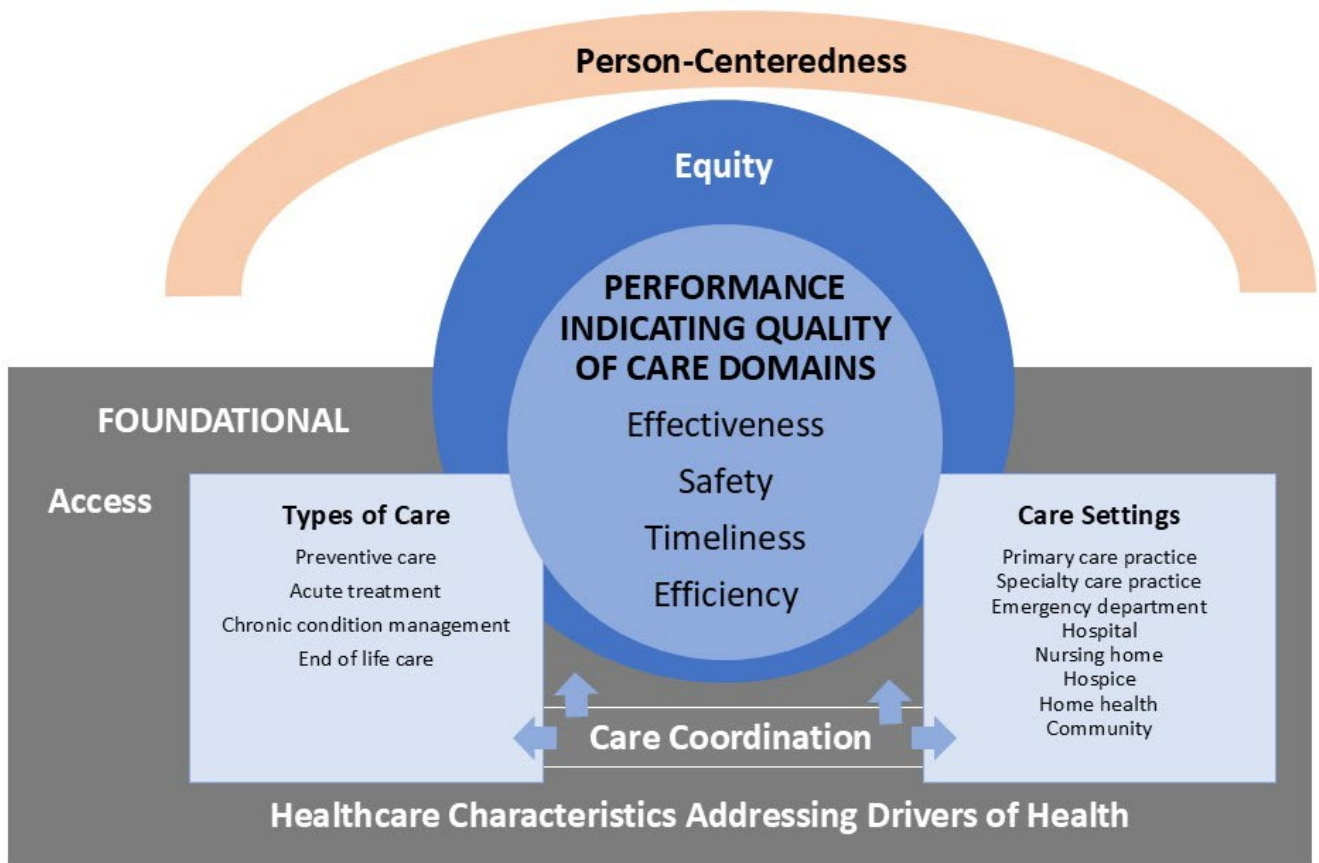 Person-Centeredness
Equity
PERFORMANCE
INDICATING QUALITY
OF CARE DOMAINS
Effectiveness
Safety
Timeliness
Efficiency
FOUNDATIONAL
Access
Types of Care
Preventive care
Acute treatment
Chronic condition management
End of life care
Care Settings
Primary care practice
Specialty care practice
Emergency department
Hospital
Nursing home
Hospice
Home health
Community
Care Coordination
Healthcare Characteristics Addressing Drivers of Health